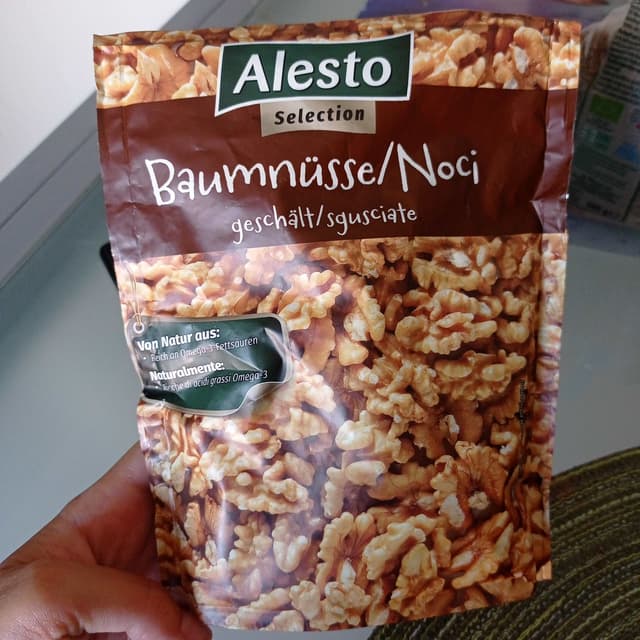 Alesto
Selection
Baumnüsse/Noci
geschält/sgusciate
Von Natur aus:
• Reich an Omega-3-Fettsäuren
Naturalmente:
• Ricche di acidi grassi Omega-3